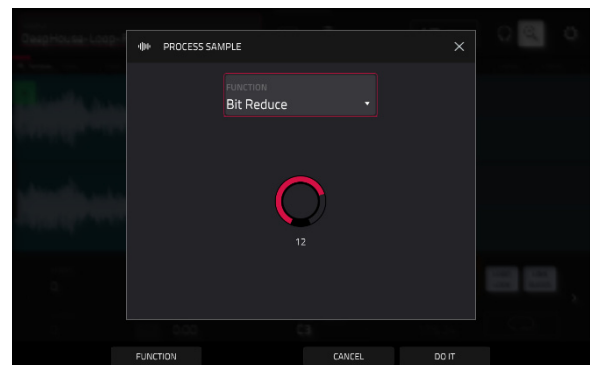 PROCESS SAMPLE
FUNCTION
Bit Reduce
12
FUNCTION
CANCEL
DO IT